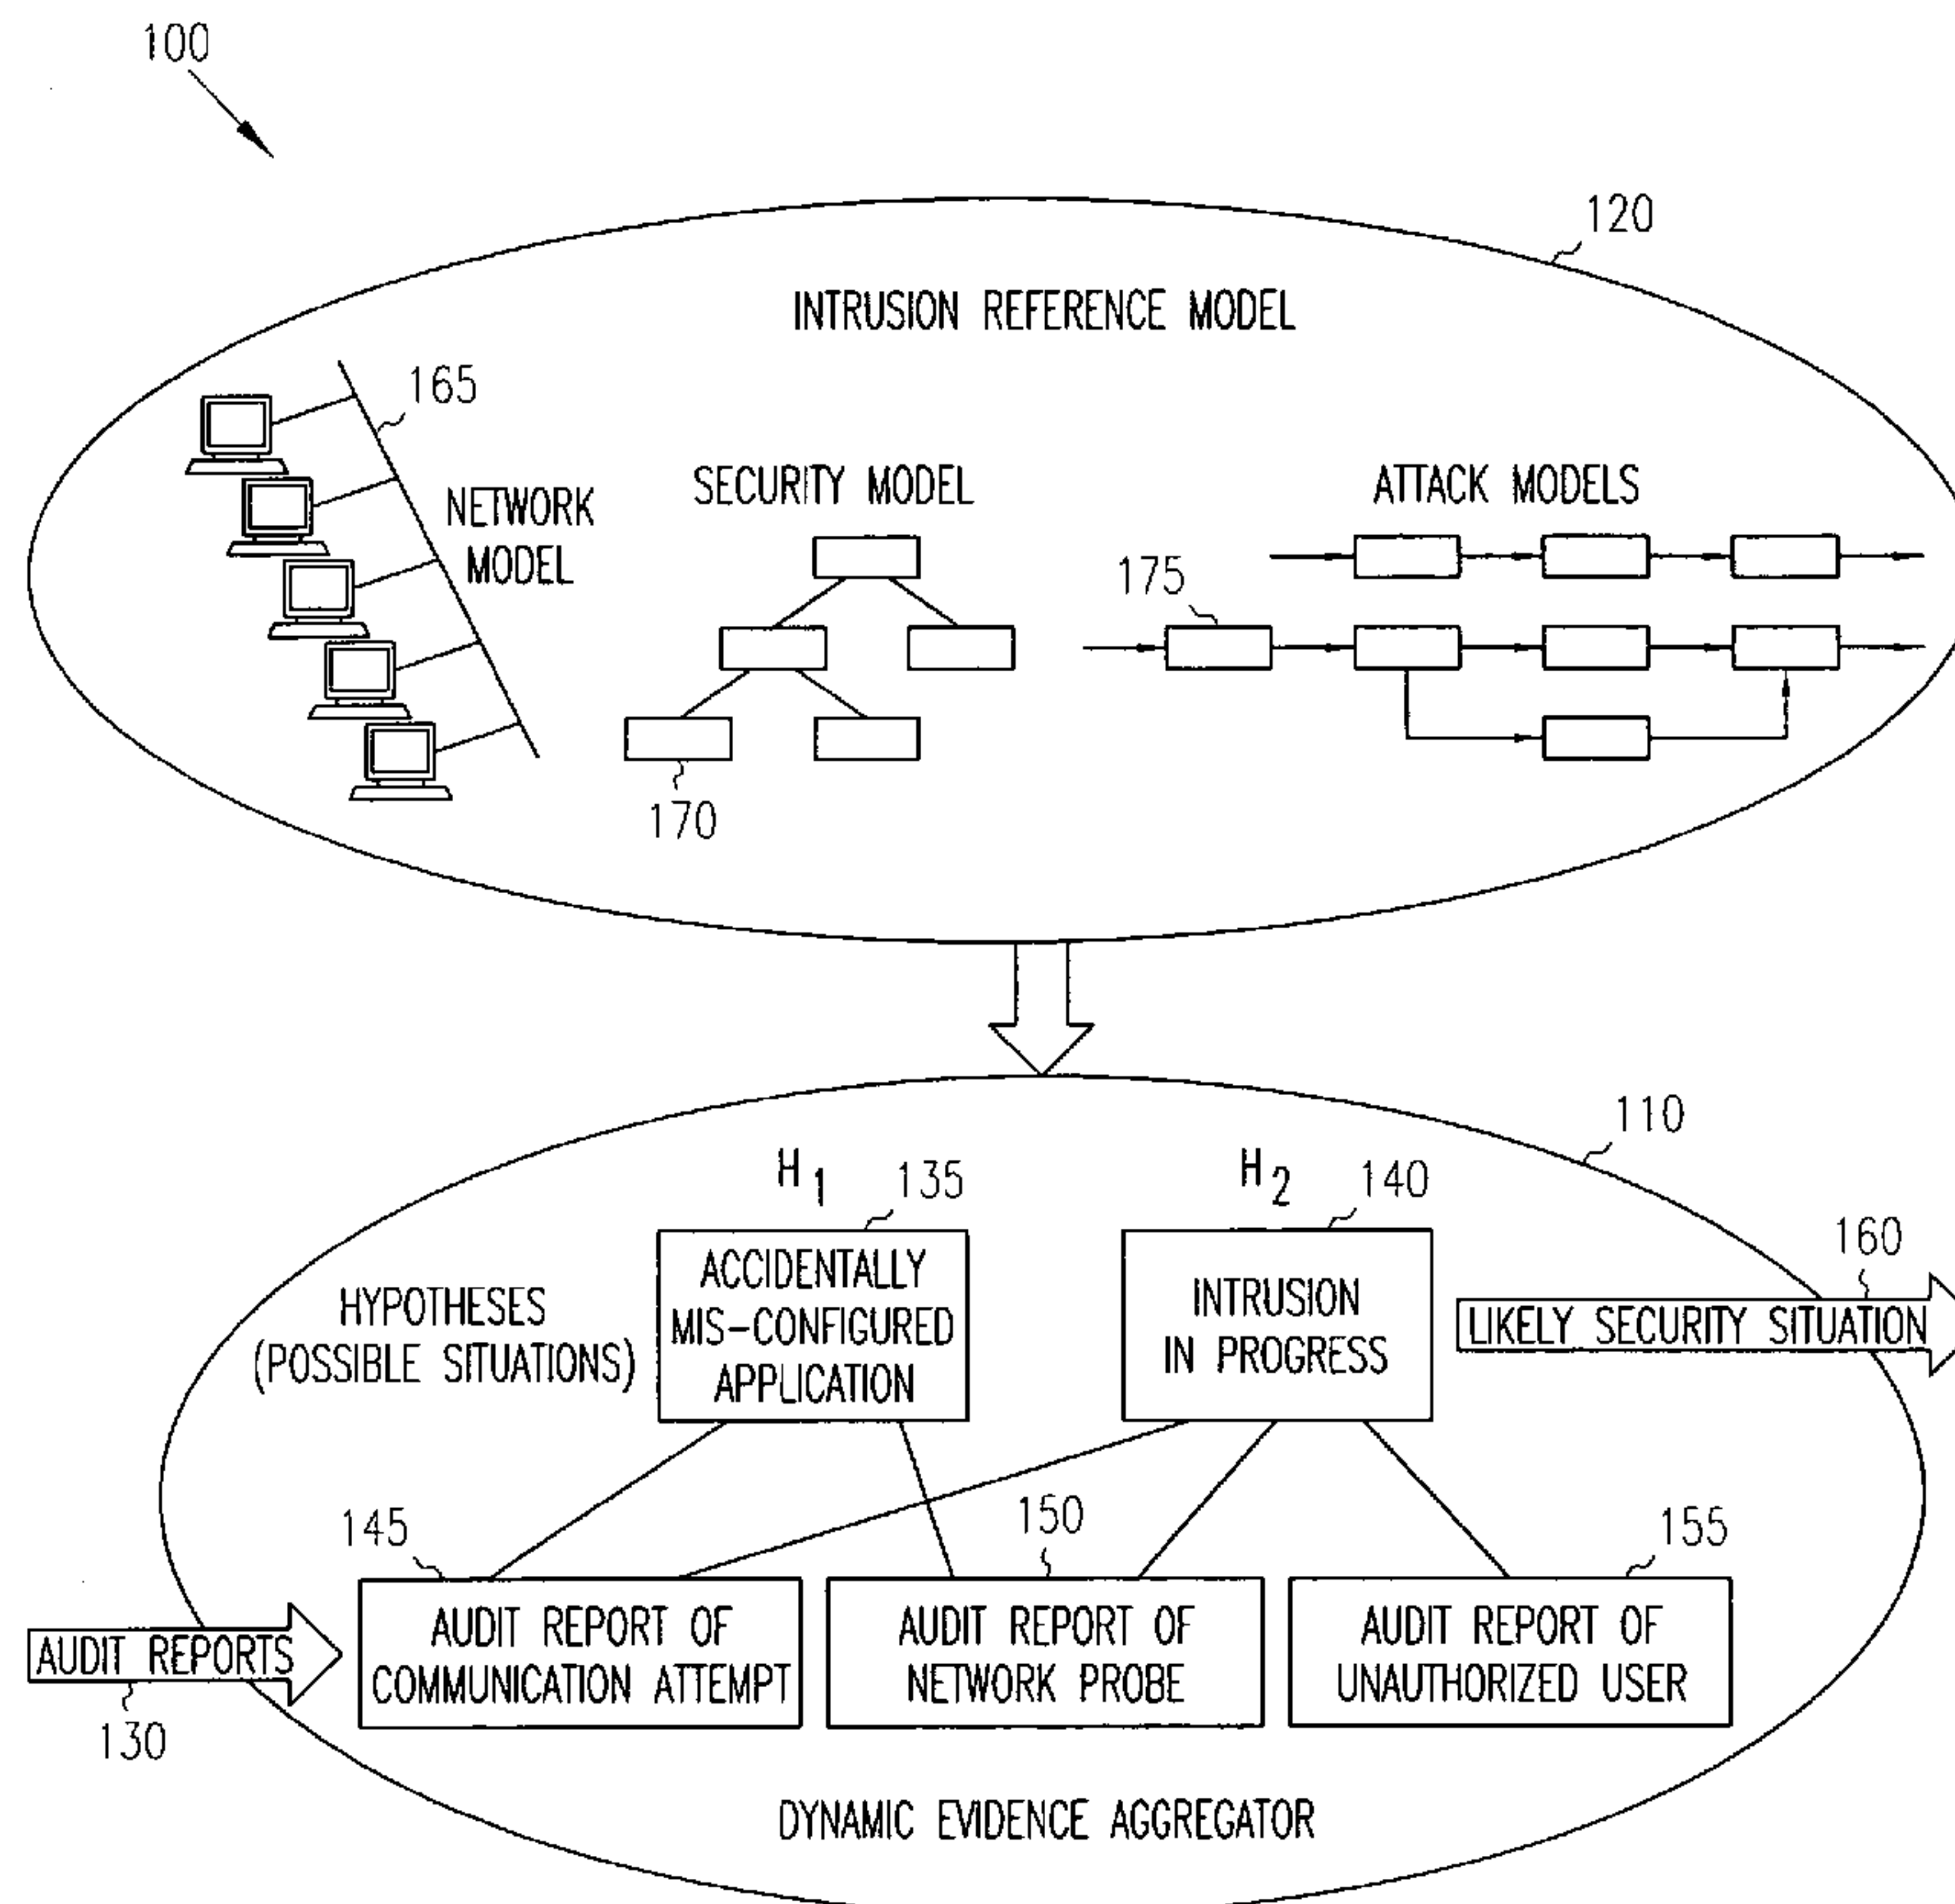 100
120
INTRUSION REFERENCE MODEL
165
NETWORK
MODEL
SECURITY MODEL
170
ATTACK MODELS
175
110
H1
135
H2
140
160
HYPOTHESES
(POSSIBLE SITUATIONS)
ACCIDENTALLY
MIS-CONFIGURED
APPLICATION
INTRUSION
IN PROGRESS
LIKELY SECURITY SITUATION
145
150
155
AUDIT REPORTS
130
AUDIT REPORT OF
COMMUNICATION ATTEMPT
AUDIT REPORT OF
NETWORK PROBE
AUDIT REPORT OF
UNAUTHORIZED USER
DYNAMIC EVIDENCE AGGREGATOR